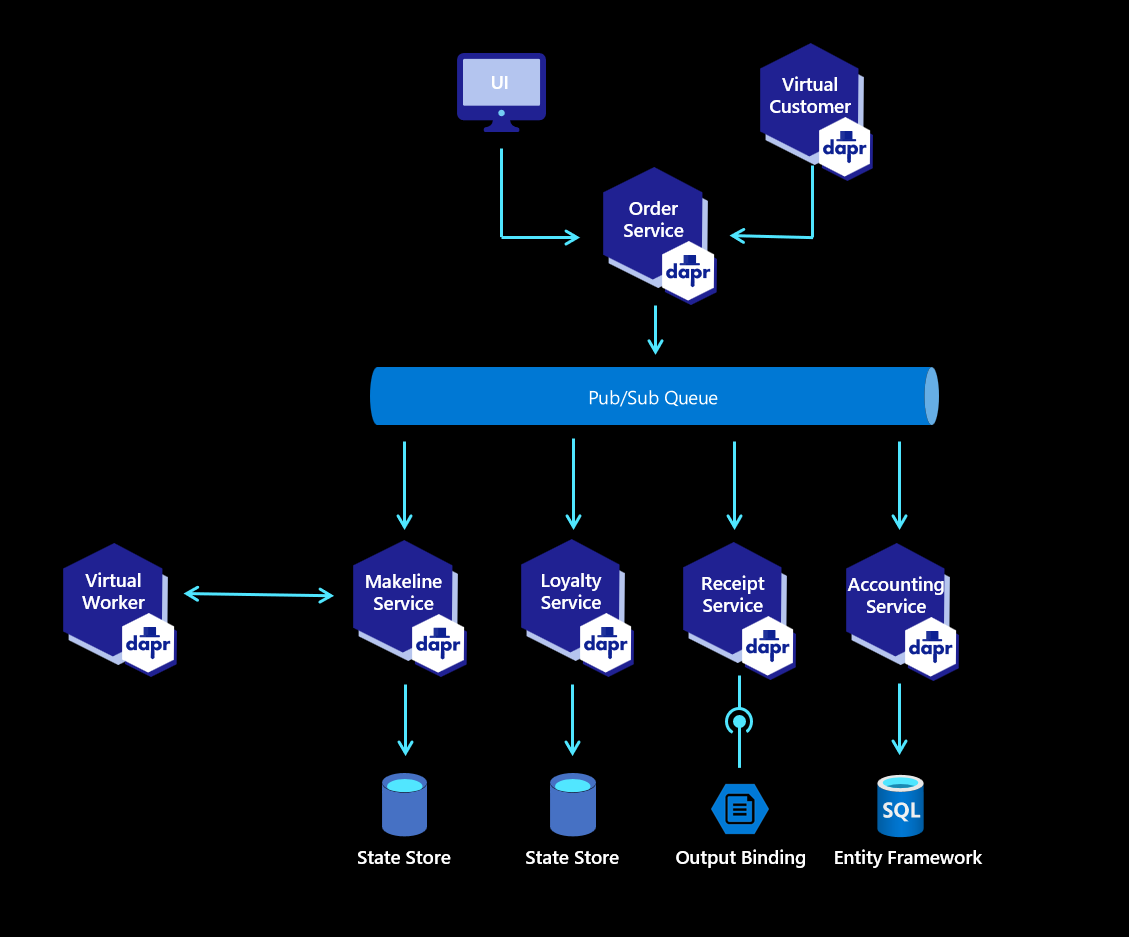 UI
Virtual
Customer
dapr
Order
Service
dapr
Pub/Sub Queue
Virtual
Worker
dapr
Makeline
Service
dapr
Loyalty
Service
dapr
Receipt
Service
dapr
Accounting
Service
dapr
State Store
State Store
Output Binding
SQL
Entity Framework